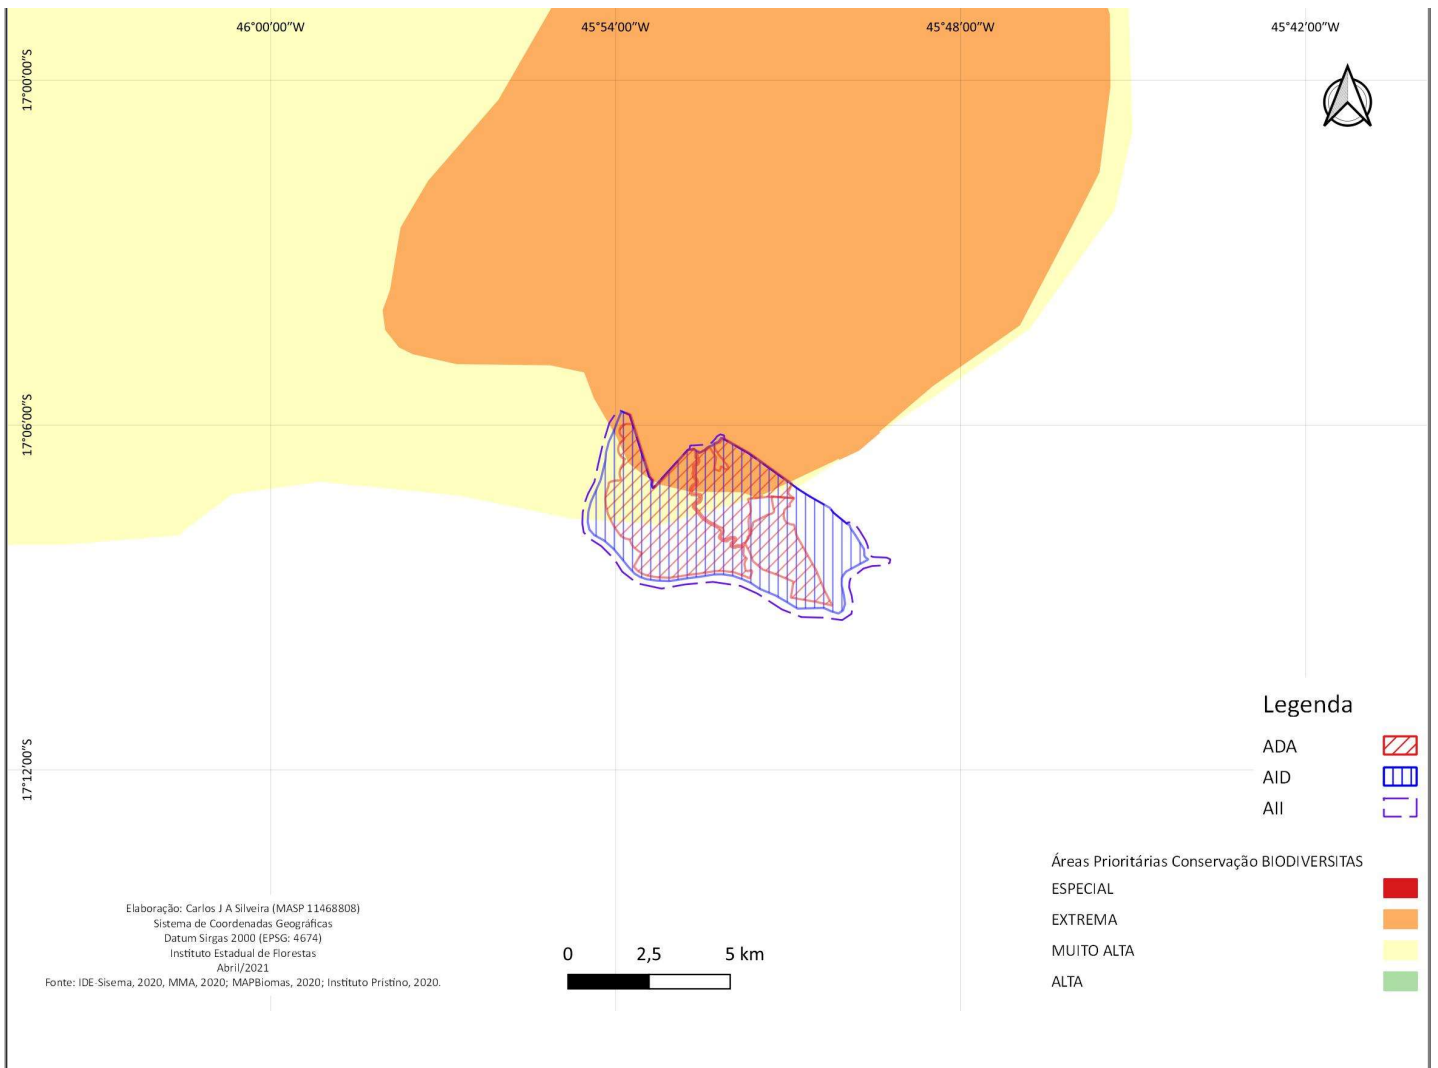 46°00'00"W 45°54'00"W 45°48'00"W 45°42'00"W
17°00'00"S
17°06'00"S
17°12'00"S
Legenda
ADA
AID
AII
Áreas Prioritárias Conservação BIODIVERSITAS
ESPECIAL
EXTREMA
MUITO ALTA
ALTA
Elaboração: Carlos J A Silveira (MASP 11468808)
Sistema de Coordenadas Geográficas
Datum Sirgas 2000 (EPSG: 4674)
Instituto Estadual de Florestas
Abril/2021
Fonte: IDE-Sisema, 2020, MMA, 2020; MAPBiomas, 2020; Instituto Prístino, 2020.
0 2,5 5 km